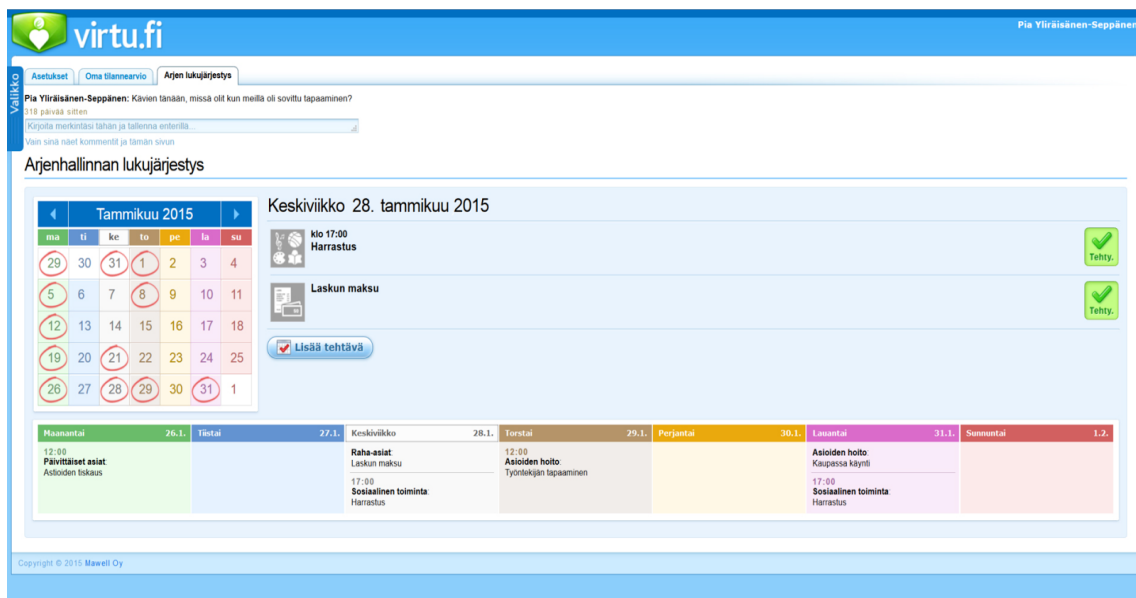 virtu.fi
Pia Yliräisänen-Seppänen
Valikko
Asetukset
Oma tilannearvio
Arjen lukujärjestys
Pia Yliräisänen-Seppänen: Kävien tänään, missä olit kun meillä oli sovittu tapaaminen?
318 päivää sitten
Kirjoita merkintäsi tähän ja tallenna enterillä...
Vain sinä näet kommentit ja tämän sivun
Arjenhallinnan lukujärjestys
Tammikuu 2015
ma ti ke to pe la su
29 30 31 1 2 3 4
5 6 7 8 9 10 11
12 13 14 15 16 17 18
19 20 21 22 23 24 25
26 27 28 29 30 31 1
Keskiviikko 28. tammikuu 2015
klo 17:00
Harrastus
Tehty.
Laskun maksu
Tehty.
Lisää tehtävä
Maanantai 26.1.
12:00
Päivittäiset asiat:
Astioiden tiskaus
Tiistai 27.1.
Keskiviikko 28.1.
Raha-asiat:
Laskun maksu
17:00
Sosiaalinen toiminta:
Harrastus
Torstai 29.1.
12:00
Asioiden hoito:
Työntekijän tapaaminen
Perjantai 30.1.
Lauantai 31.1.
Asioiden hoito:
Kaupassa käynti
17:00
Sosiaalinen toiminta:
Harrastus
Sunnuntai 1.2.
Copyright © 2015 Mawell Oy